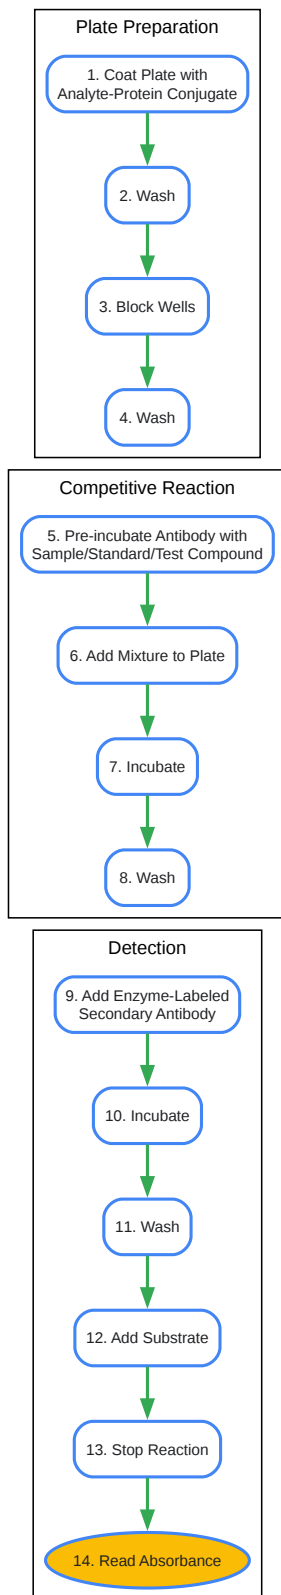 Plate Preparation
1. Coat Plate with
Analyte-Protein Conjugate
2. Wash
3. Block Wells
4. Wash
Competitive Reaction
5. Pre-incubate Antibody with
Sample/Standard/Test Compound
6. Add Mixture to Plate
7. Incubate
8. Wash
Detection
9. Add Enzyme-Labeled
Secondary Antibody
10. Incubate
11. Wash
12. Add Substrate
13. Stop Reaction
14. Read Absorbance